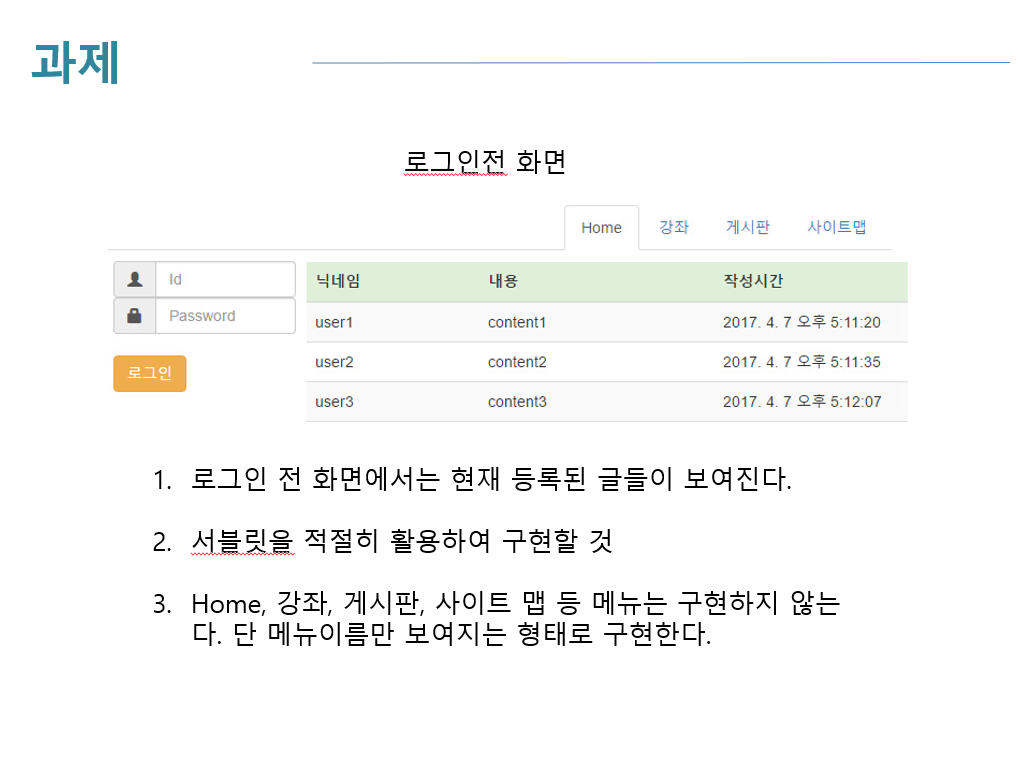 과제
로그인전 화면
Home 강좌 게시판 사이트맵
Id
Password
로그인
닉네임 내용 작성시간
user1 content1 2017. 4. 7 오후 5:11:20
user2 content2 2017. 4. 7 오후 5:11:35
user3 content3 2017. 4. 7 오후 5:12:07
1. 로그인 전 화면에서는 현재 등록된 글들이 보여진다.
2. 서블릿을 적절히 활용하여 구현할 것
3. Home, 강좌, 게시판, 사이트 맵 등 메뉴는 구현하지 않는
다. 단 메뉴이름만 보여지는 형태로 구현한다.